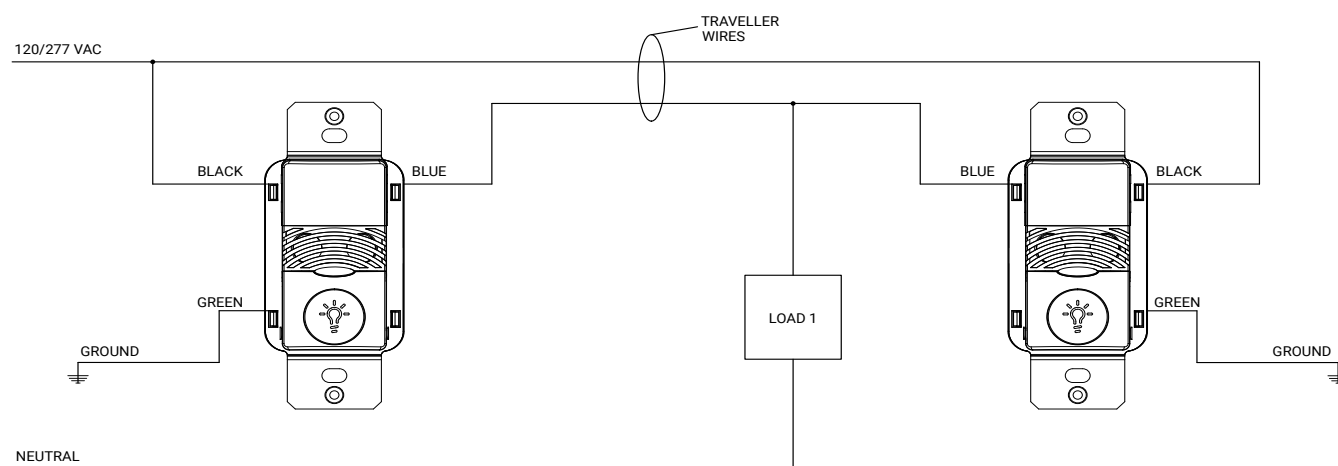 TRAVELLER
WIRES
120/277 VAC
BLACK
BLUE
BLUE
BLACK
GREEN
LOAD 1
GREEN
GROUND
GROUND
NEUTRAL